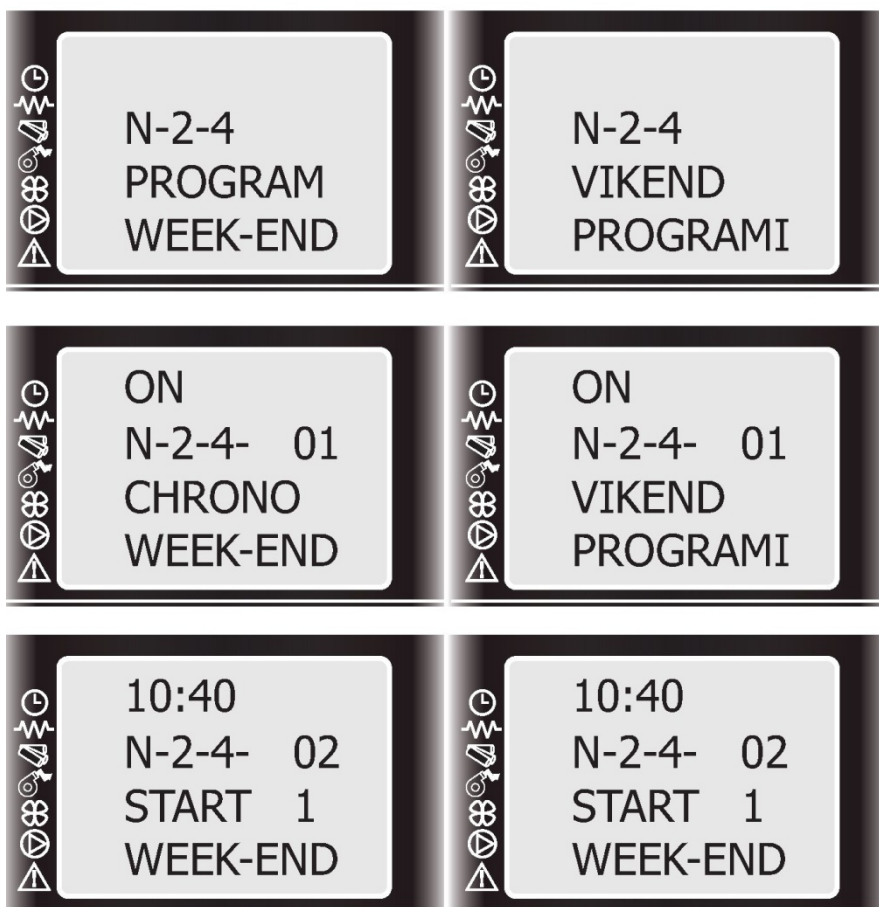 N-2-4
PROGRAM
WEEK-END
N-2-4
VIKEND
PROGRAMI
ON
N-2-4- 01
CHRONO
WEEK-END
ON
N-2-4- 01
VIKEND
PROGRAMI
10:40
N-2-4- 02
START 1
WEEK-END
10:40
N-2-4- 02
START 1
WEEK-END